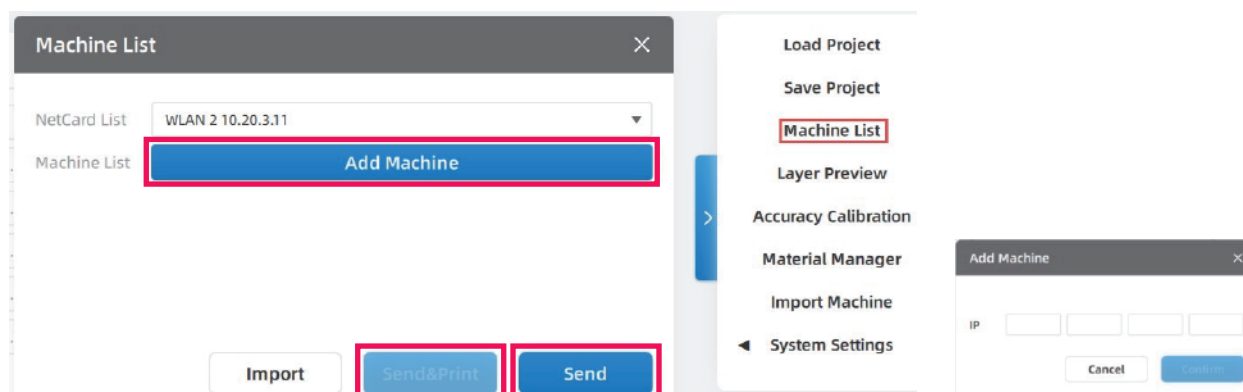 Machine List
NetCard List WLAN 2 10.20.3.11
Machine List Add Machine
Import Send&Print Send
Load Project
Save Project
Machine List
Layer Preview
Accuracy Calibration
Material Manager
Import Machine
System Settings
Add Machine
IP
Cancel Confirm